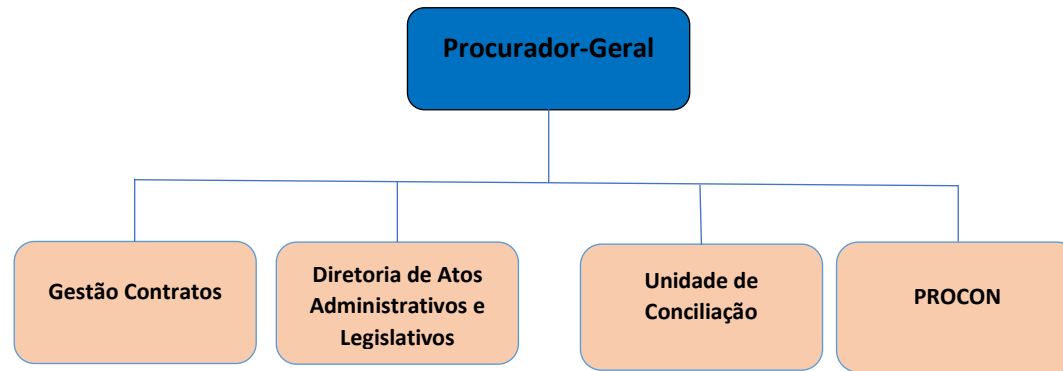 Procurador-Geral
Gestão Contratos
Diretoria de Atos
Administrativos e
Legislativos
Unidade de
Conciliação
PROCON